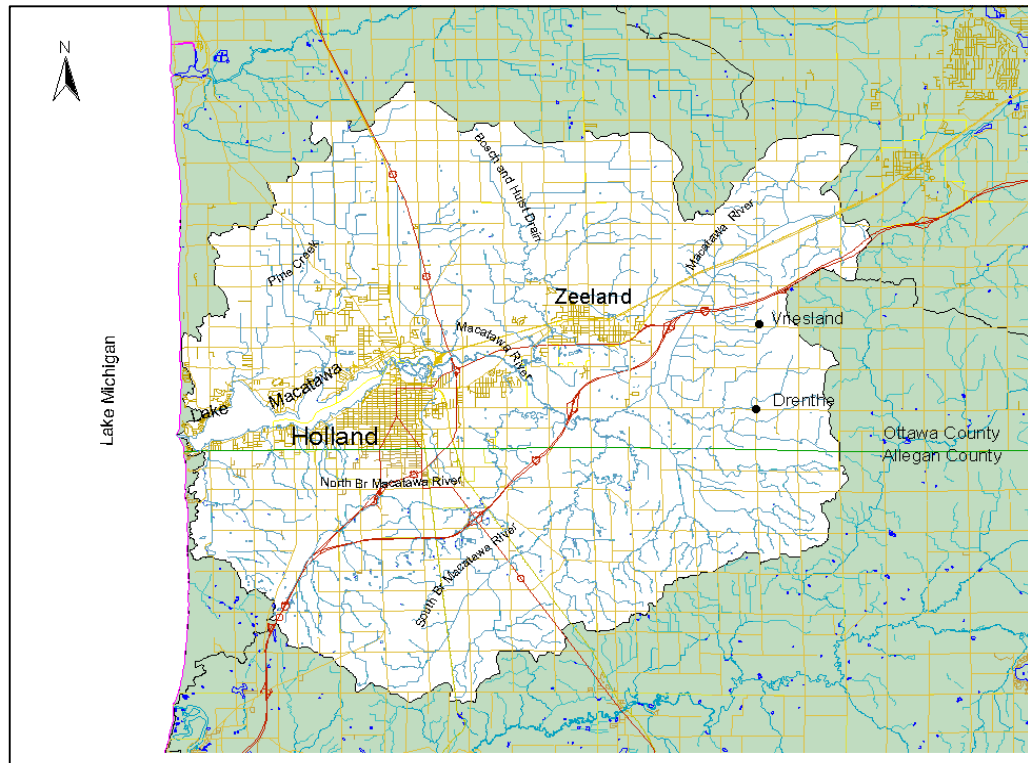 N
Bosch and Hulst Drain
Macatawa River
Pine Creek
Zeeland
Vriesland
Macatawa River
Lake Michigan
Lake Macatawa
Drenthe
Holland
Ottawa County
Allegan County
North Br Macatawa River
South Br Macatawa River